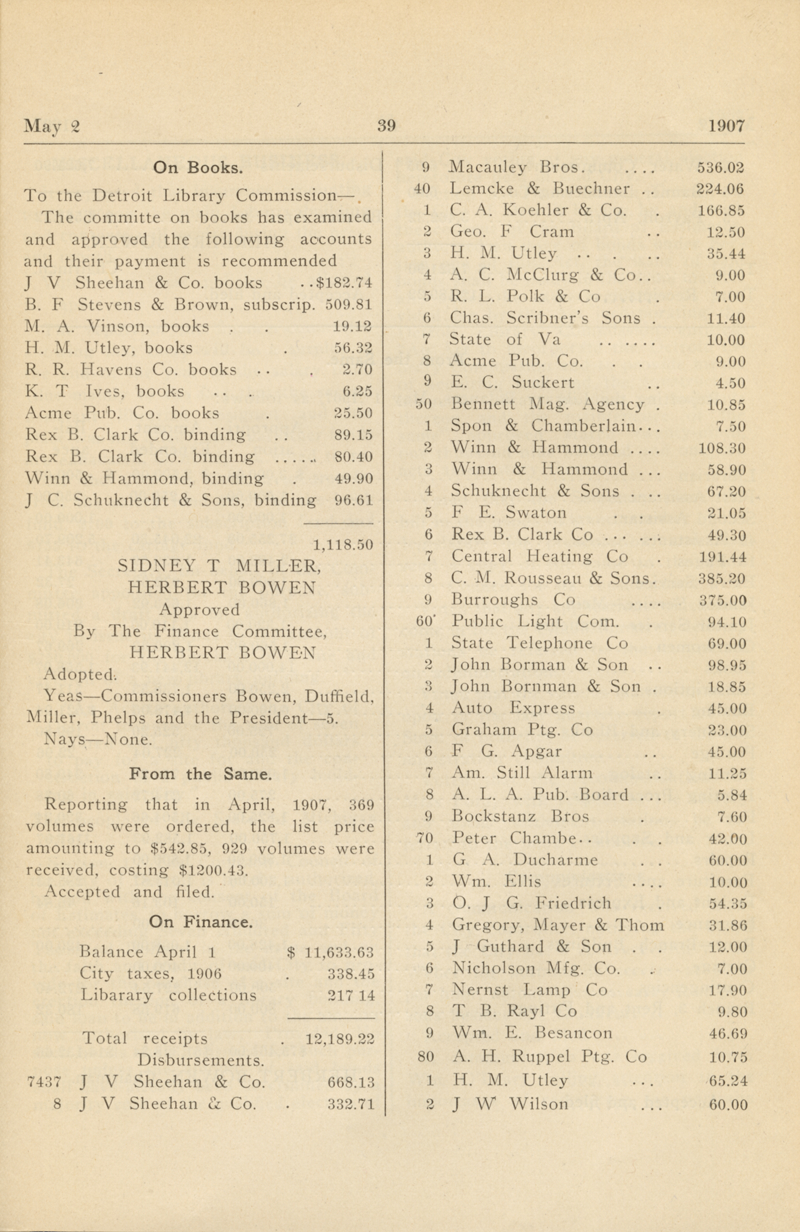 May 2 39 1907
On Books.
To the Detroit Library Commission—.
The committe on books has examined
and approved the following accounts
and their payment is recommended
J V Sheehan & Co. books ..$182.74
B. F Stevens & Brown, subscrip. 509.81
M. A. Vinson, books . . 19.12
H. M. Utley, books . 56.32
R. R. Havens Co. books .. . 2.70
K. T Ives, books .. .. 6.25
Acme Pub. Co. books . 25.50
Rex B. Clark Co. binding .. 89.15
Rex B. Clark Co. binding ...... 80.40
Winn & Hammond, binding . 49.90
J C. Schuknecht & Sons, binding 96.61
1,118.50
SIDNEY T MILLER,
HERBERT BOWEN
Approved
By The Finance Committee,
HERBERT BOWEN
Adopted.
Yeas—Commissioners Bowen, Duffield,
Miller, Phelps and the President—5.
Nays—None.
From the Same.
Reporting that in April, 1907, 369
volumes were ordered, the list price
amounting to $542.85, 929 volumes were
received, costing $1200.43.
Accepted and filed.
On Finance.
Balance April 1 $ 11,633.63
City taxes, 1906 . 338.45
Libarary collections 217 14
Total receipts . 12,189.22
Disbursements.
7437 J V Sheehan & Co. 668.13
8 J V Sheehan & Co. . 332.71
9 Macauley Bros. .... 536.02
40 Lemcke & Buechner .. 224.06
1 C. A. Koehler & Co. . 166.85
2 Geo. F Cram .. 12.50
3 H. M. Utley .. . .. 35.44
4 A. C. McClurg & Co.. 9.00
5 R. L. Polk & Co . 7.00
6 Chas. Scribner's Sons . 11.40
7 State of Va ...... 10.00
8 Acme Pub. Co. . . 9.00
9 E. C. Suckert .. 4.50
50 Bennett Mag. Agency . 10.85
1 Spon & Chamberlain... 7.50
2 Winn & Hammond .... 108.30
3 Winn & Hammond ... 58.90
4 Schuknecht & Sons . .. 67.20
5 F E. Swaton . . 21.05
6 Rex B. Clark Co ... ... 49.30
7 Central Heating Co . 191.44
8 C. M. Rousseau & Sons. 385.20
9 Burroughs Co .... 375.00
60 Public Light Com. . 94.10
1 State Telephone Co 69.00
2 John Borman & Son .. 98.95
3 John Bornman & Son . 18.85
4 Auto Express . 45.00
5 Graham Ptg. Co 23.00
6 F G. Apgar .. 45.00
7 Am. Still Alarm .. 11.25
8 A. L. A. Pub. Board ... 5.84
9 Bockstanz Bros . 7.60
70 Peter Chambe.. . . 42.00
1 G A. Ducharme . . 60.00
2 Wm. Ellis .... 10.00
3 O. J G. Friedrich . 54.35
4 Gregory, Mayer & Thom 31.86
5 J Guthard & Son . . 12.00
6 Nicholson Mfg. Co. . 7.00
7 Nernst Lamp Co 17.90
8 T B. Rayl Co 9.80
9 Wm. E. Besancon 46.69
80 A. H. Ruppel Ptg. Co 10.75
1 H. M. Utley ... 65.24
2 J W Wilson ... 60.00